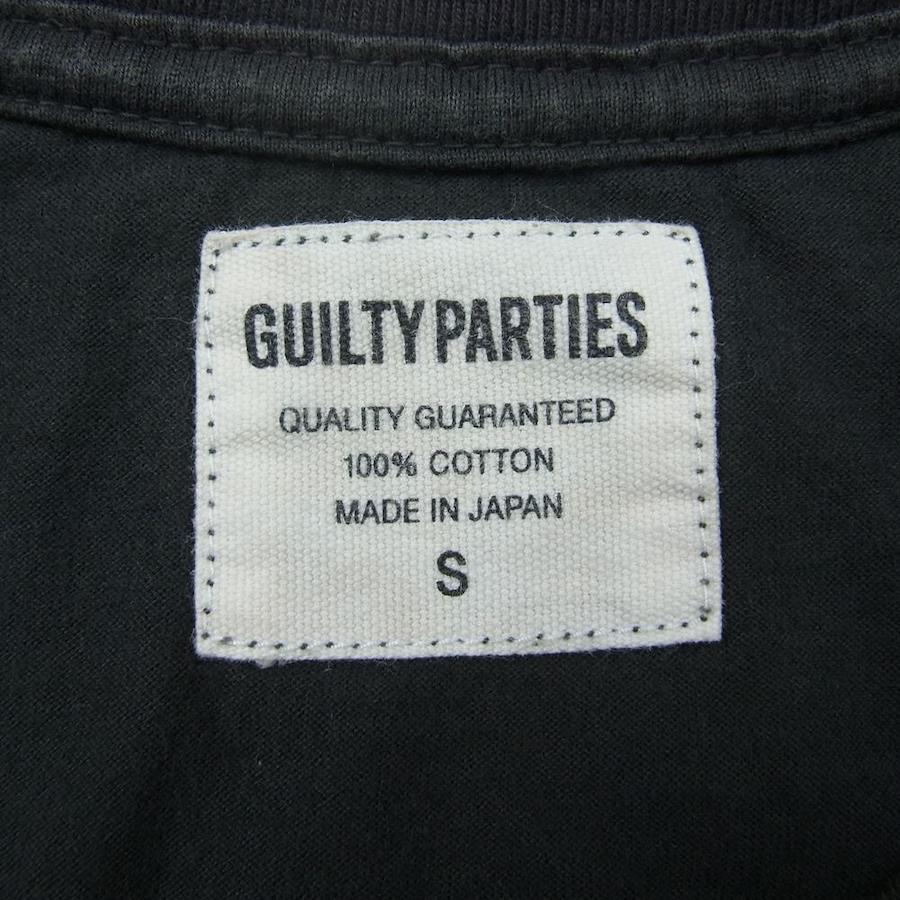 GUILTY PARTIES
QUALITY GUARANTEED
100% COTTON
MADE IN JAPAN
S